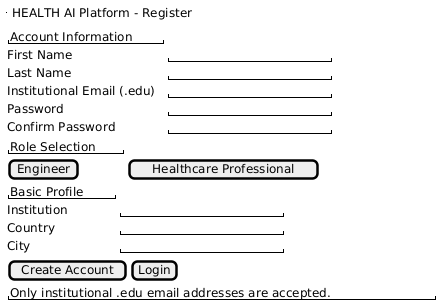 HEALTH AI Platform - Register
Account Information
First Name
Last Name
Institutional Email (.edu)
Password
Confirm Password
Role Selection
Engineer Healthcare Professional
Basic Profile
Institution
Country
City
Create Account Login
Only institutional .edu email addresses are accepted.